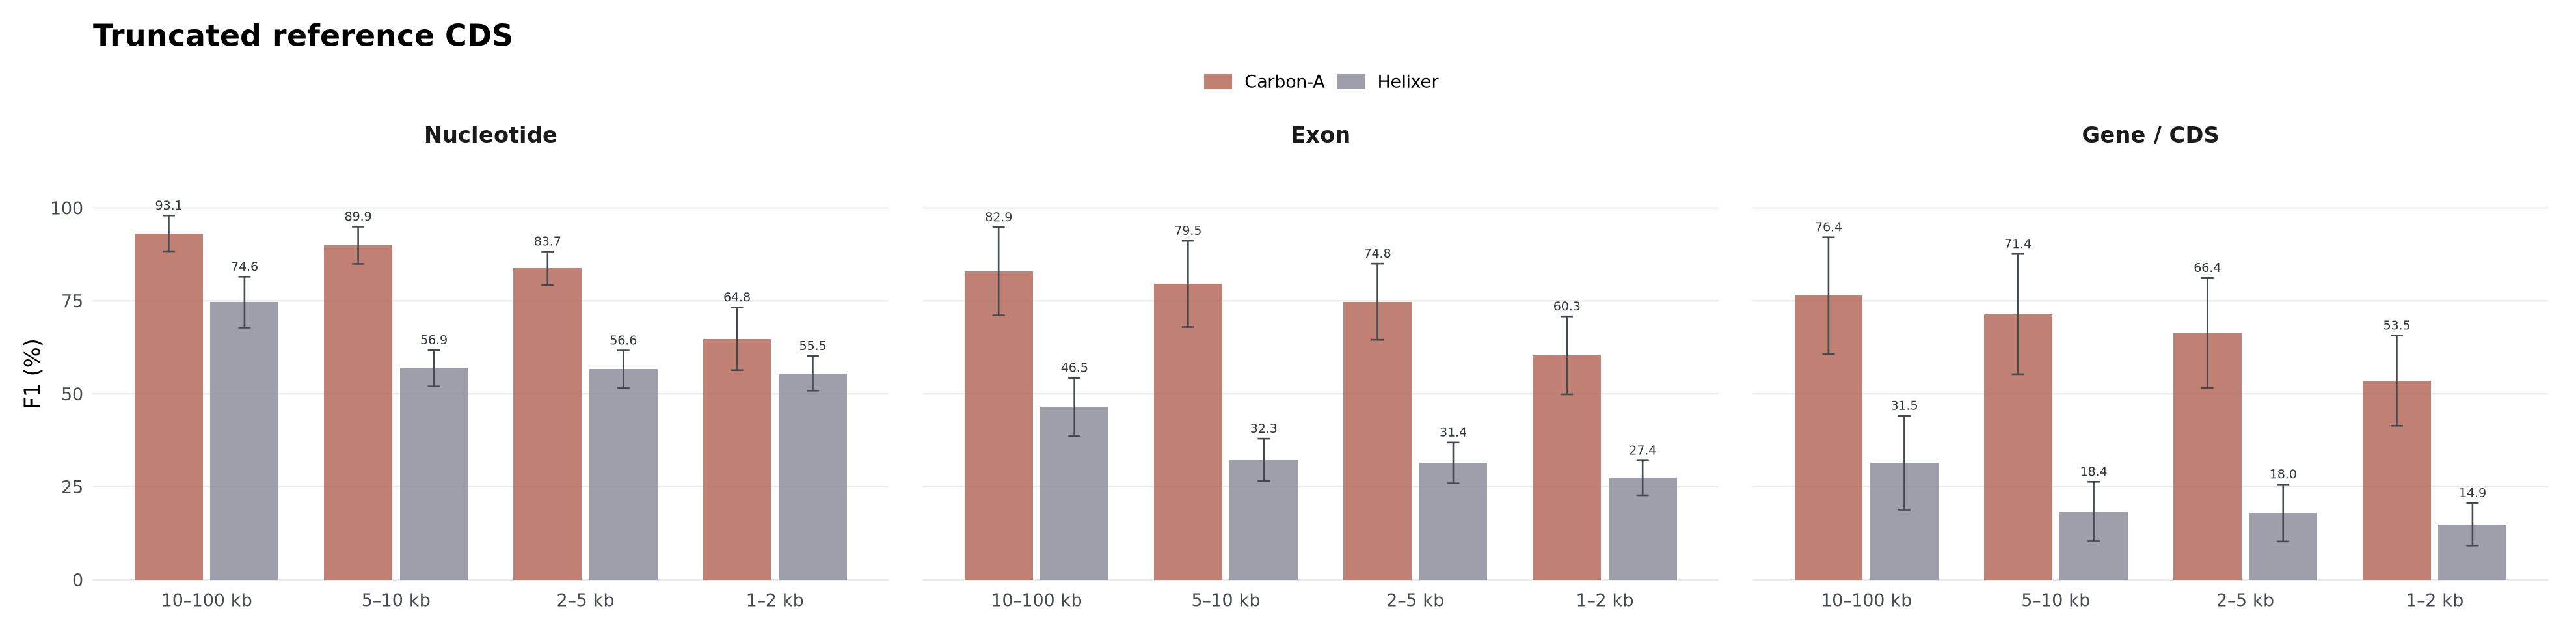 Truncated reference CDS
Carbon-A Helixer
Nucleotide
Exon
Gene / CDS
F1 (%)
100
75
50
25
0
93.1
74.6
89.9
56.9
83.7
56.6
64.8
55.5
10–100 kb
5–10 kb
2–5 kb
1–2 kb
82.9
46.5
79.5
32.3
74.8
31.4
60.3
27.4
10–100 kb
5–10 kb
2–5 kb
1–2 kb
76.4
31.5
71.4
18.4
66.4
18.0
53.5
14.9
10–100 kb
5–10 kb
2–5 kb
1–2 kb